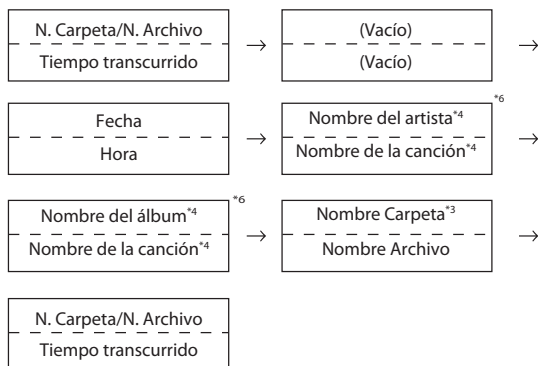 N. Carpeta/N. Archivo
Tiempo transcurrido
→
(Vacío)
(Vacío)
→
Fecha
Hora
→
Nombre del artista*4
Nombre de la canción*4
*6
→
Nombre del álbum*4
Nombre de la canción*4
*6
→
Nombre Carpeta*3
Nombre Archivo
→
N. Carpeta/N. Archivo
Tiempo transcurrido